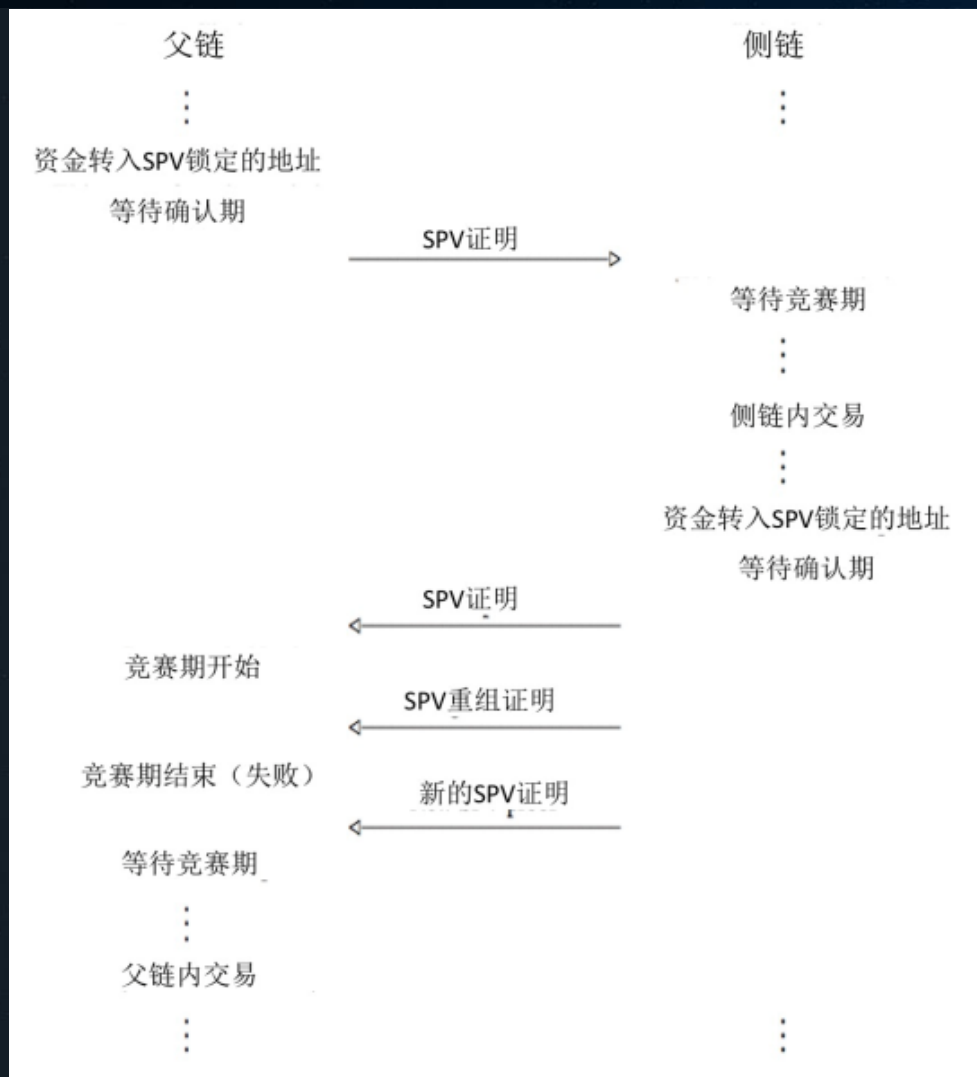 父链
侧链
资金转入SPV锁定的地址
等待确认期
SPV证明
等待竞赛期
侧链内交易
资金转入SPV锁定的地址
等待确认期
SPV证明
竞赛期开始
SPV重组证明
竞赛期结束（失败）
新的SPV证明
等待竞赛期
父链内交易